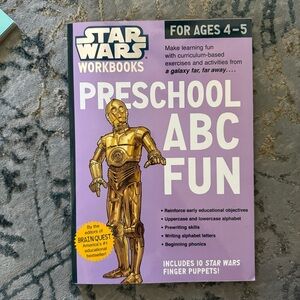 STAR
WARS
WORKBOOKS
FOR AGES 4–5
Make learning fun
with curriculum-based
exercises and activities from
a galaxy far, far away....
PRESCHOOL
ABC
FUN
• Reinforce early educational objectives
• Uppercase and lowercase alphabet
• Prewriting skills
• Writing alphabet letters
• Beginning phonics
By the
editors of
BRAIN QUEST
America's #1
educational
bestseller!
INCLUDES 10 STAR WARS
FINGER PUPPETS!